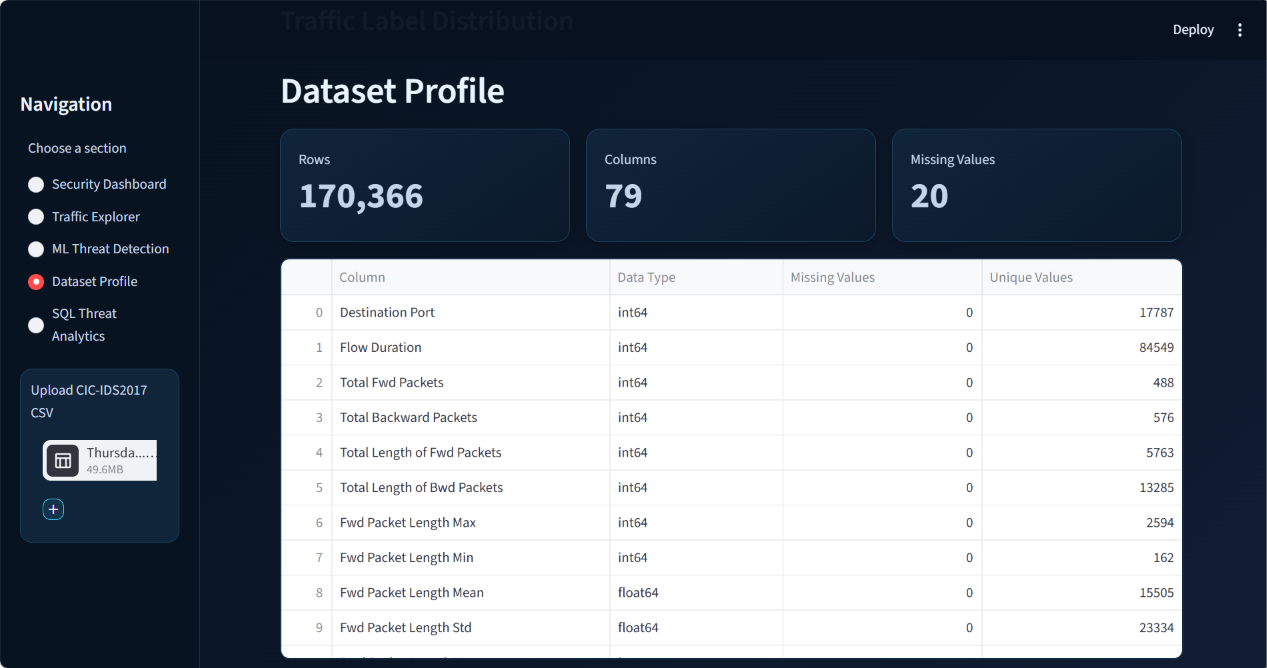 Traffic Label Distribution
Deploy
Navigation
Choose a section
Security Dashboard
Traffic Explorer
ML Threat Detection
Dataset Profile
SQL Threat
Analytics
Upload CIC-IDS2017
CSV
Thursda......
49.6MB
+
Dataset Profile
Rows
170,366
Columns
79
Missing Values
20
Column Data Type Missing Values Unique Values
0 Destination Port int64 0 17787
1 Flow Duration int64 0 84549
2 Total Fwd Packets int64 0 488
3 Total Backward Packets int64 0 576
4 Total Length of Fwd Packets int64 0 5763
5 Total Length of Bwd Packets int64 0 13285
6 Fwd Packet Length Max int64 0 2594
7 Fwd Packet Length Min int64 0 162
8 Fwd Packet Length Mean float64 0 15505
9 Fwd Packet Length Std float64 0 23334